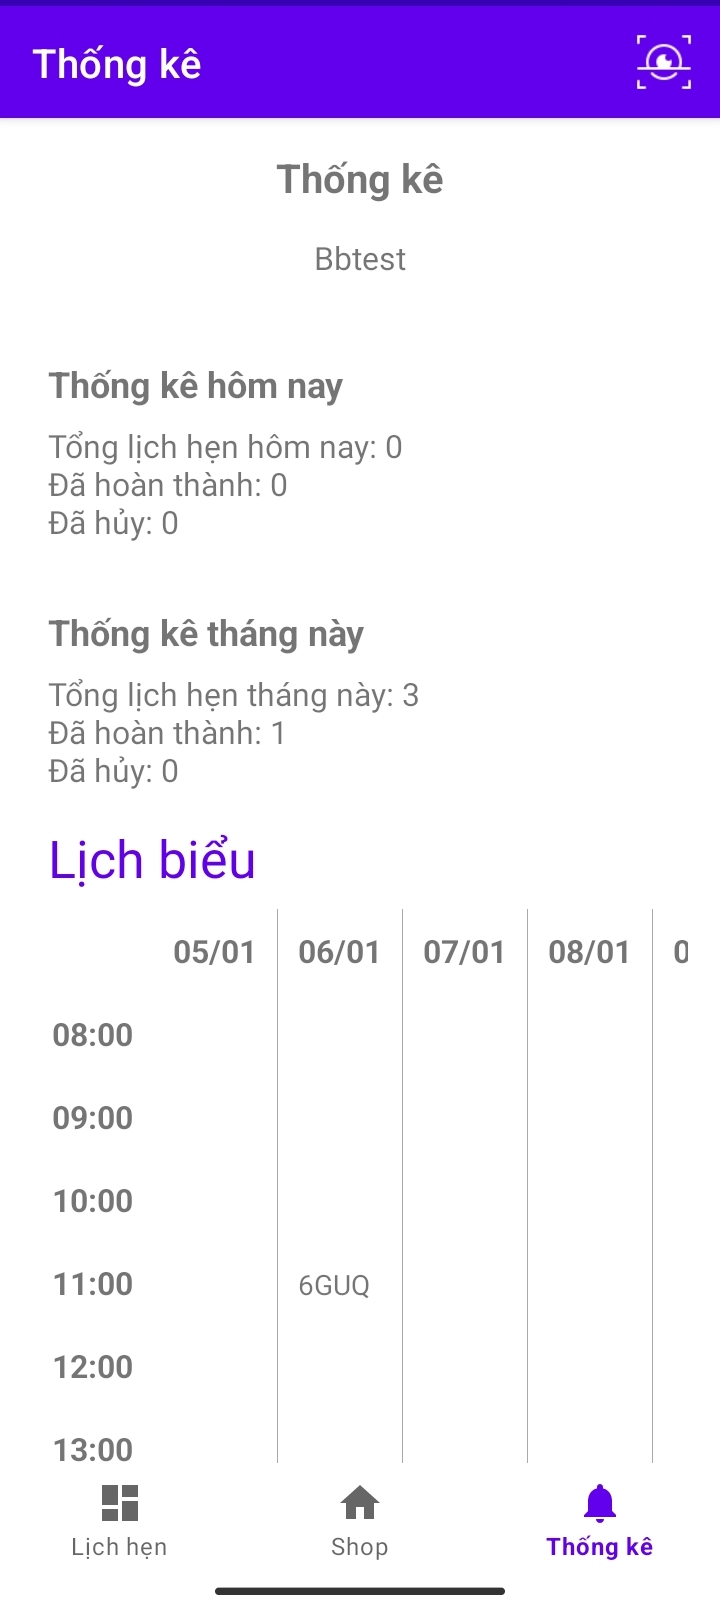 Thống kê
Thống kê
Bbtest
Thống kê hôm nay
Tổng lịch hẹn hôm nay: 0
Đã hoàn thành: 0
Đã hủy: 0
Thống kê tháng này
Tổng lịch hẹn tháng này: 3
Đã hoàn thành: 1
Đã hủy: 0
Lịch biểu
05/01 06/01 07/01 08/01 0
08:00
09:00
10:00
11:00 6GUQ
12:00
13:00
Lịch hẹn Shop Thống kê